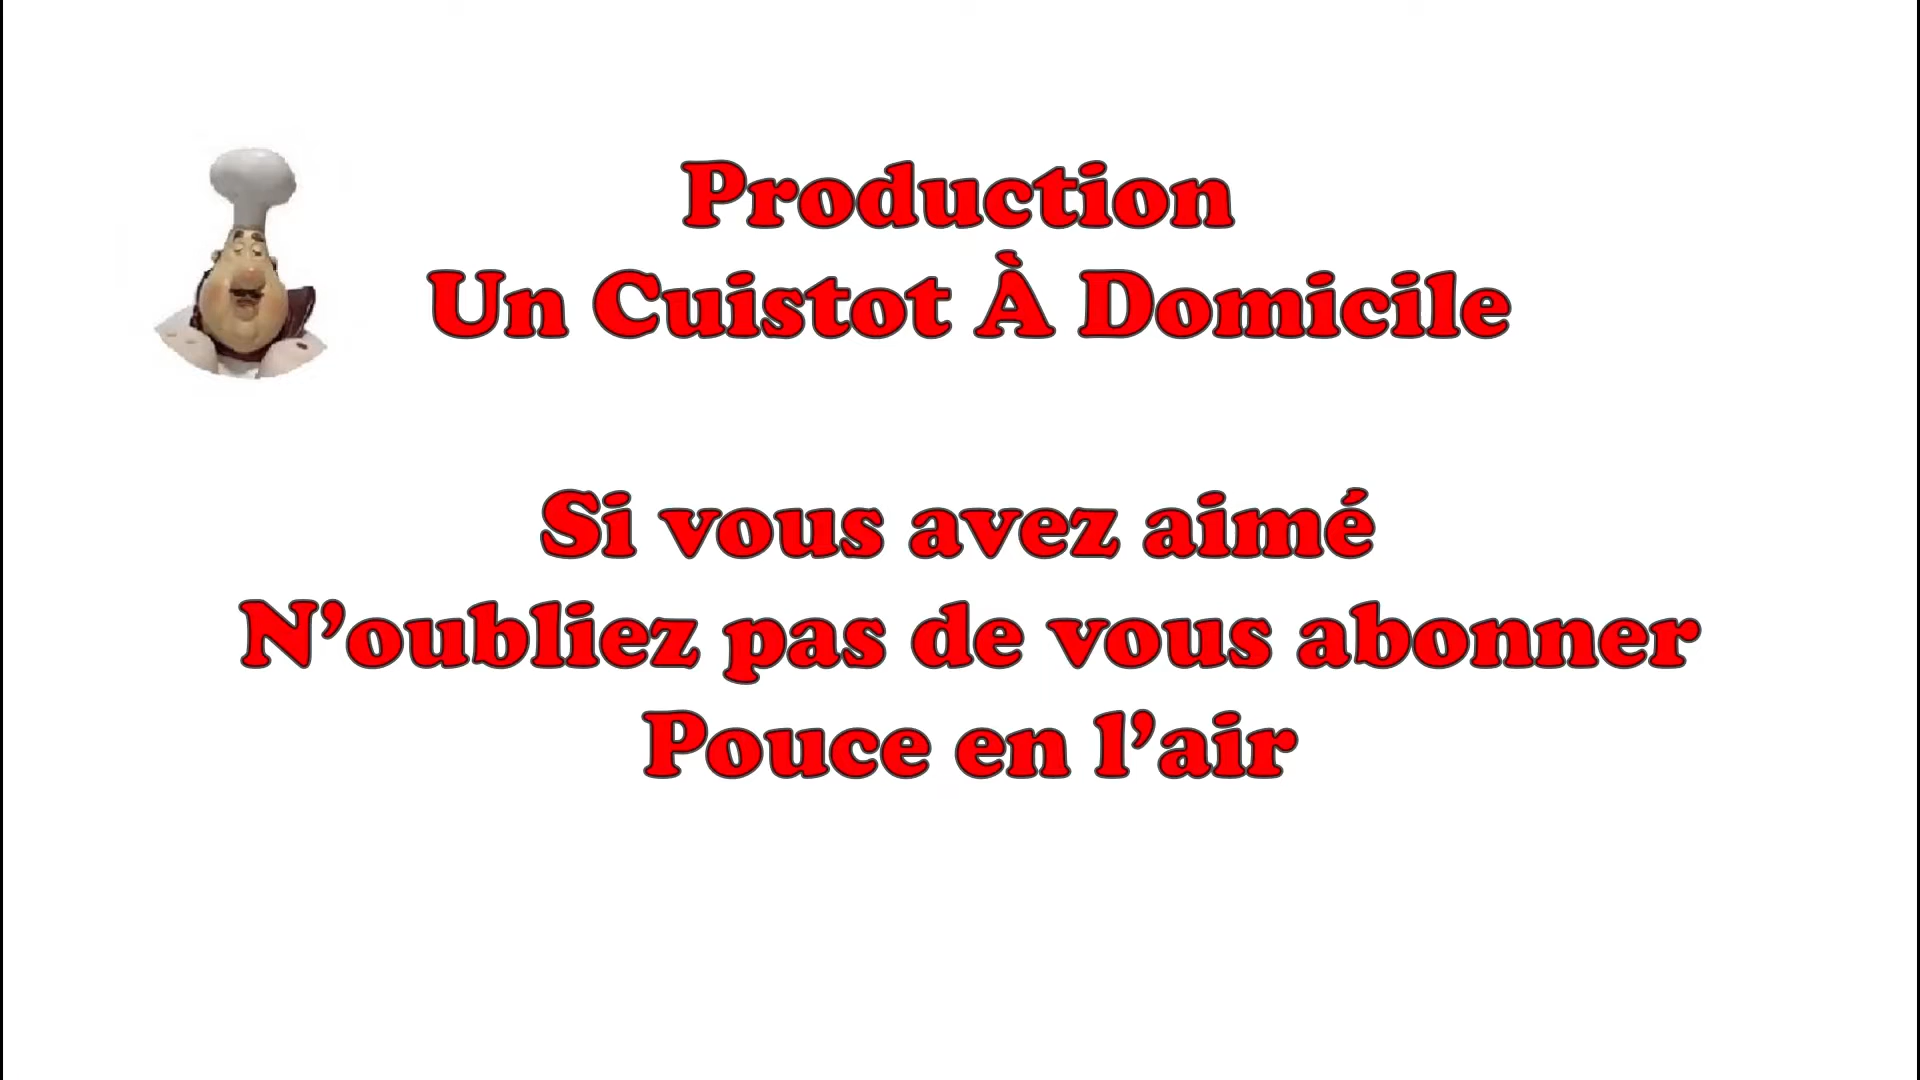 Production
Un Cuistot À Domicile
Si vous avez aimé
N’oubliez pas de vous abonner
Pouce en l’air